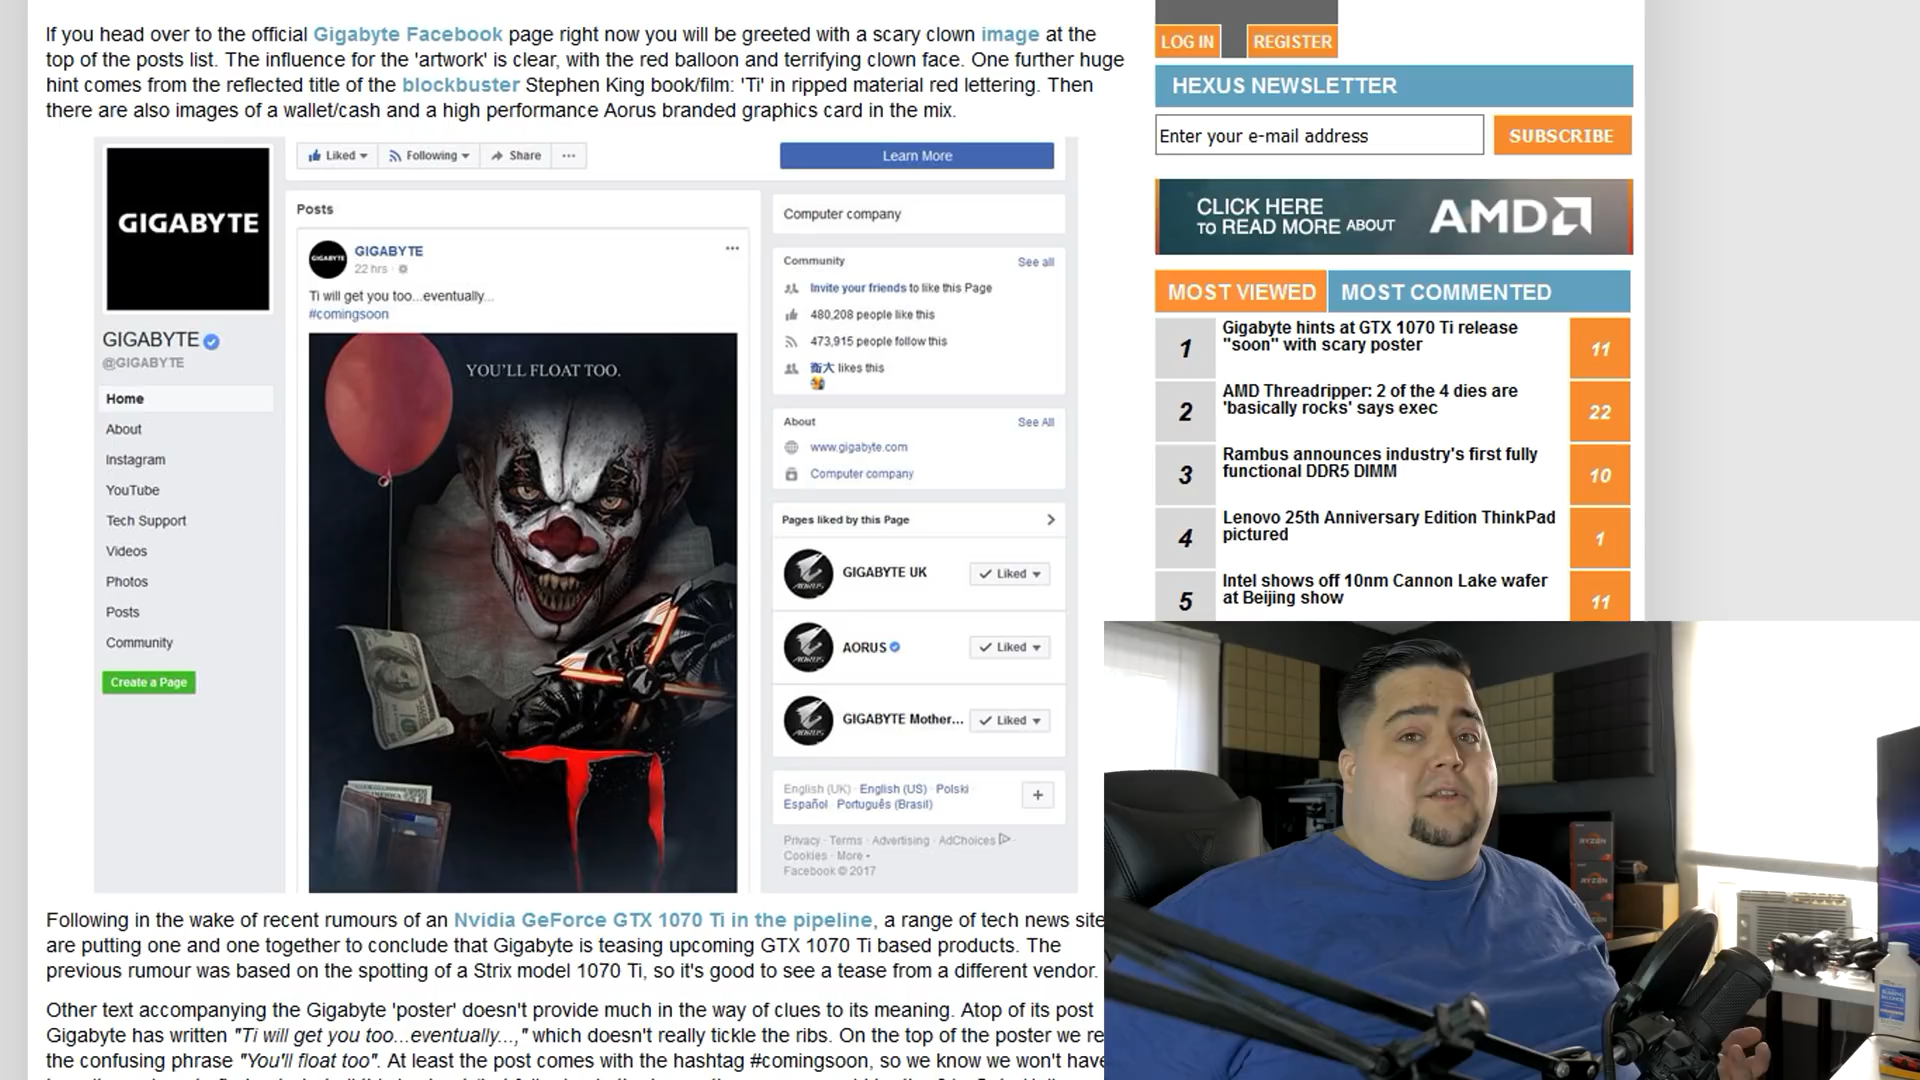 If you head over to the official Gigabyte Facebook page right now you will be greeted with a scary clown image at the
top of the posts list. The influence for the 'artwork' is clear, with the red balloon and terrifying clown face. One further huge
hint comes from the reflected title of the blockbuster Stephen King book/film: 'Ti' in ripped material red lettering. Then
there are also images of a wallet/cash and a high performance Aorus branded graphics card in the mix.
GIGABYTE
GIGABYTE
@GIGABYTE
Home
About
Instagram
YouTube
Tech Support
Videos
Photos
Posts
Community
Create a Page
Liked
Following
Share
...
Learn More
Posts
GIGABYTE
GIGABYTE
22 hrs
...
Ti will get you too...eventually...
#comingsoon
YOU'LL FLOAT TOO.
TI
Computer company
Community
See all
Invite your friends to like this Page
480,208 people like this
473,915 people follow this
衛大 likes this
About
See All
www.gigabyte.com
Computer company
Pages liked by this Page
AORUS
GIGABYTE UK
Liked
AORUS
AORUS
Liked
AORUS
GIGABYTE Mother...
Liked
English (UK) · English (US) · Polski
Español · Português (Brasil)
+
Privacy · Terms · Advertising · AdChoices
Cookies · More
Facebook © 2017
Following in the wake of recent rumours of an Nvidia GeForce GTX 1070 Ti in the pipeline, a range of tech news site
are putting one and one together to conclude that Gigabyte is teasing upcoming GTX 1070 Ti based products. The
previous rumour was based on the spotting of a Strix model 1070 Ti, so it's good to see a tease from a different vendor.
Other text accompanying the Gigabyte 'poster' doesn't provide much in the way of clues to its meaning. Atop of its post
Gigabyte has written "Ti will get you too...eventually...," which doesn't really tickle the ribs. On the top of the poster we re
the confusing phrase "You'll float too". At least the post comes with the hashtag #comingsoon, so we know we won't have
LOG IN
REGISTER
HEXUS NEWSLETTER
Enter your e-mail address
SUBSCRIBE
CLICK HERE
TO READ MORE ABOUT
AMD
MOST VIEWED
MOST COMMENTED
1
Gigabyte hints at GTX 1070 Ti release
"soon" with scary poster
11
2
AMD Threadripper: 2 of the 4 dies are
'basically rocks' says exec
22
3
Rambus announces industry's first fully
functional DDR5 DIMM
10
4
Lenovo 25th Anniversary Edition ThinkPad
pictured
1
5
Intel shows off 10nm Cannon Lake wafer
at Beijing show
11
RYZEN
RYZEN
RYZEN